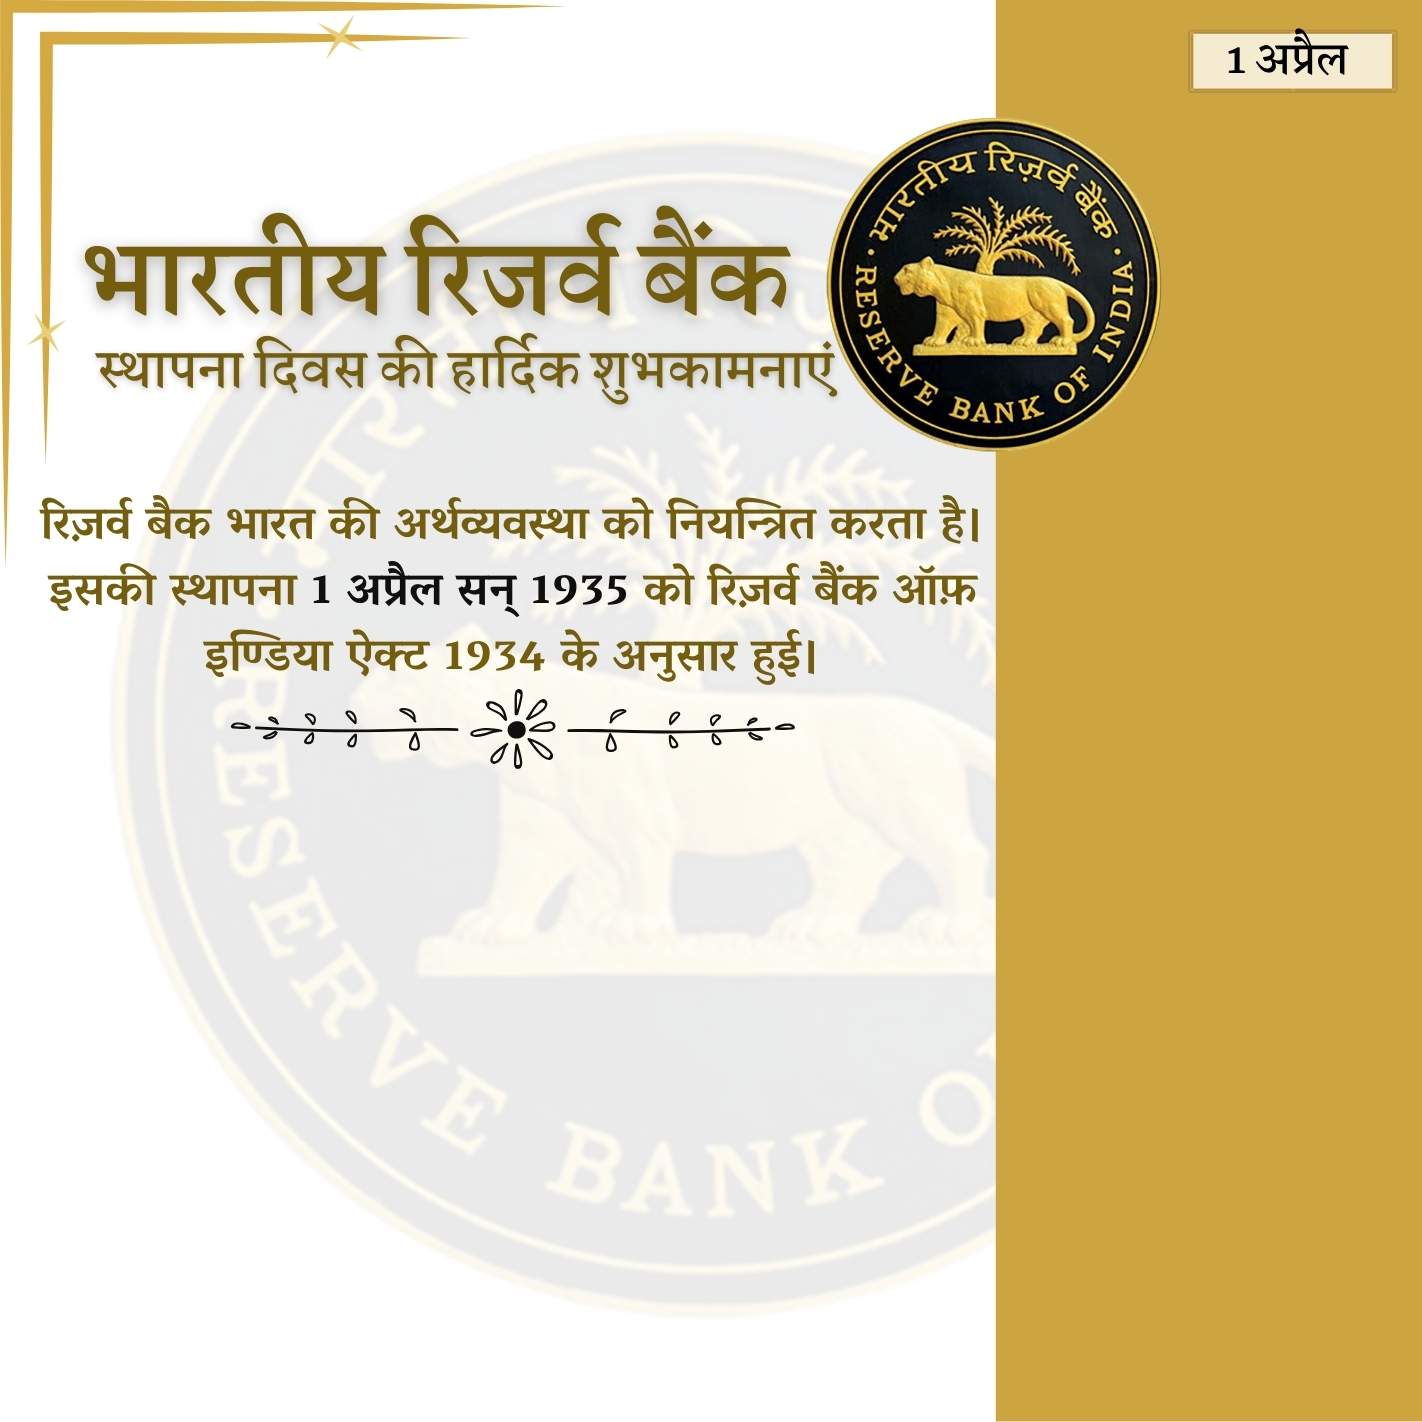 1 अप्रैल
भारतीय रिज़र्व बैंक
RESERVE BANK OF INDIA
भारतीय रिजर्व बैंक
स्थापना दिवस की हार्दिक शुभकामनाएं
रिज़र्व बैक भारत की अर्थव्यवस्था को नियन्त्रित करता है।
इसकी स्थापना 1 अप्रैल सन् 1935 को रिज़र्व बैंक ऑफ़
इण्डिया ऐक्ट 1934 के अनुसार हुई।
RESERVE BANK O